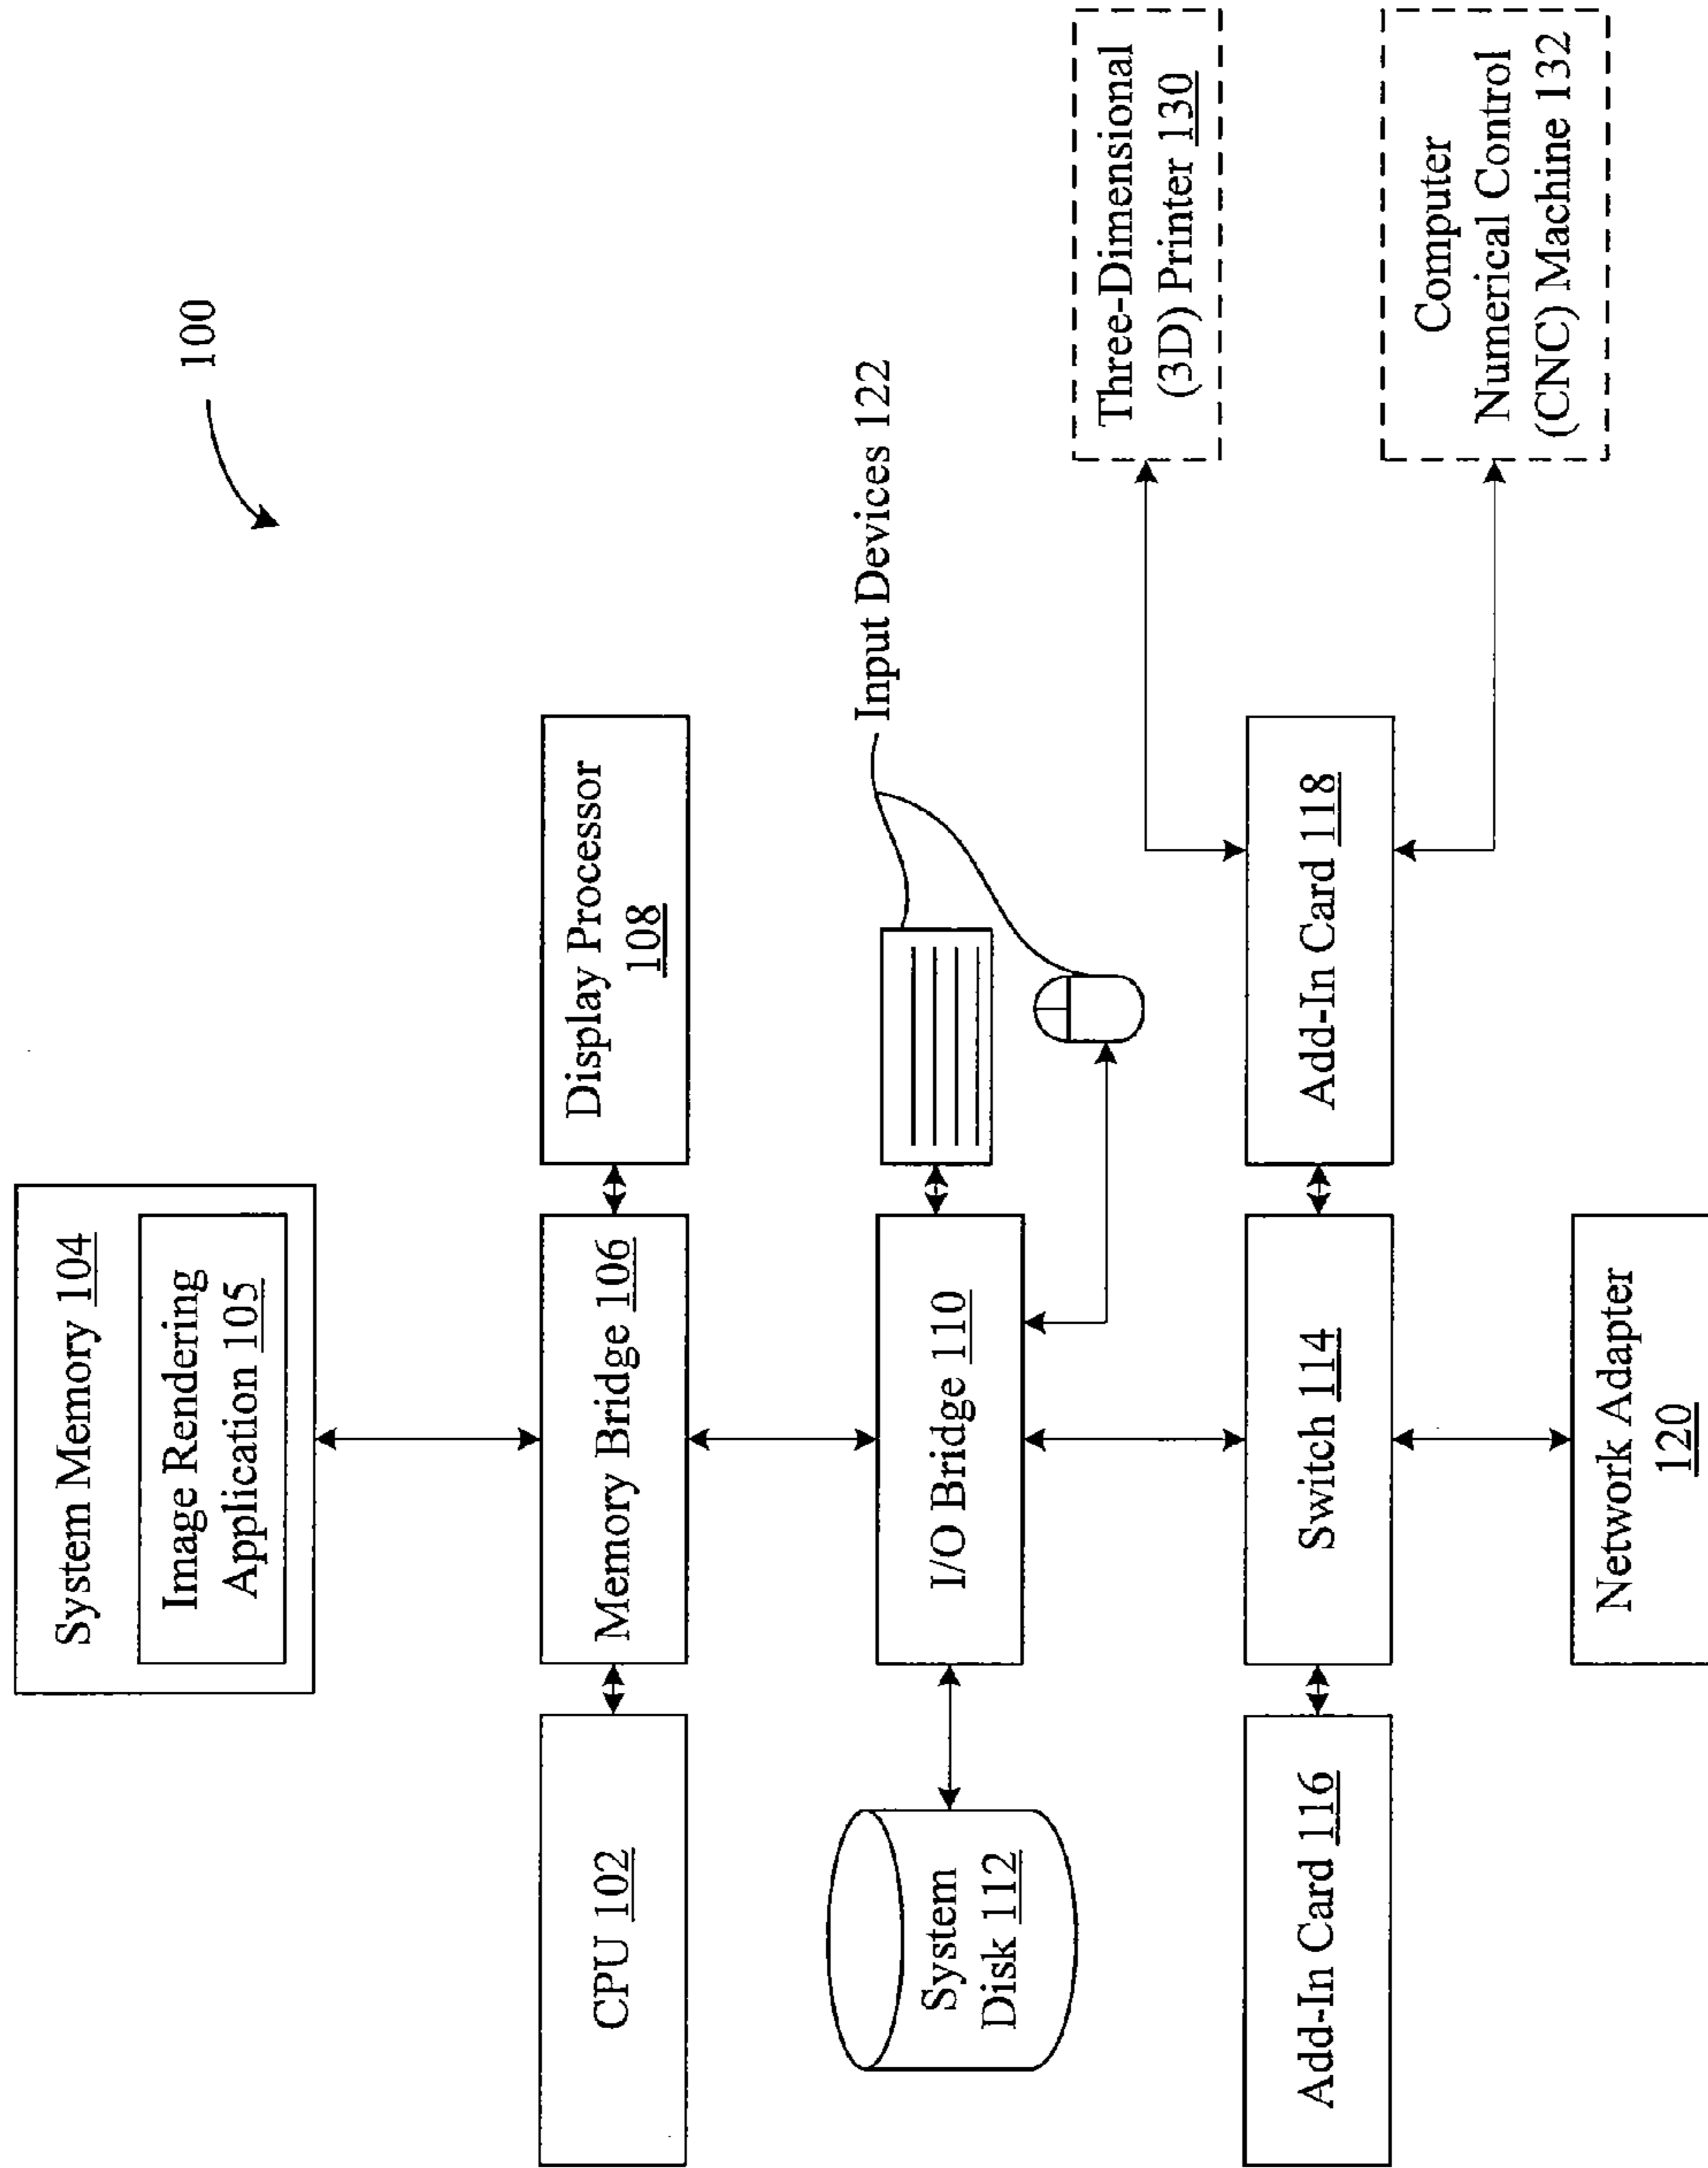 100
System Memory 104
Image Rendering
Application 105
CPU 102
Memory Bridge 106
Display Processor
108
Input Devices 122
System
Disk 112
I/O Bridge 110
Three-Dimensional
(3D) Printer 130
Add-In Card 116
Switch 114
Add-In Card 118
Computer
Numerical Control
(CNC) Machine 132
Network Adapter
120